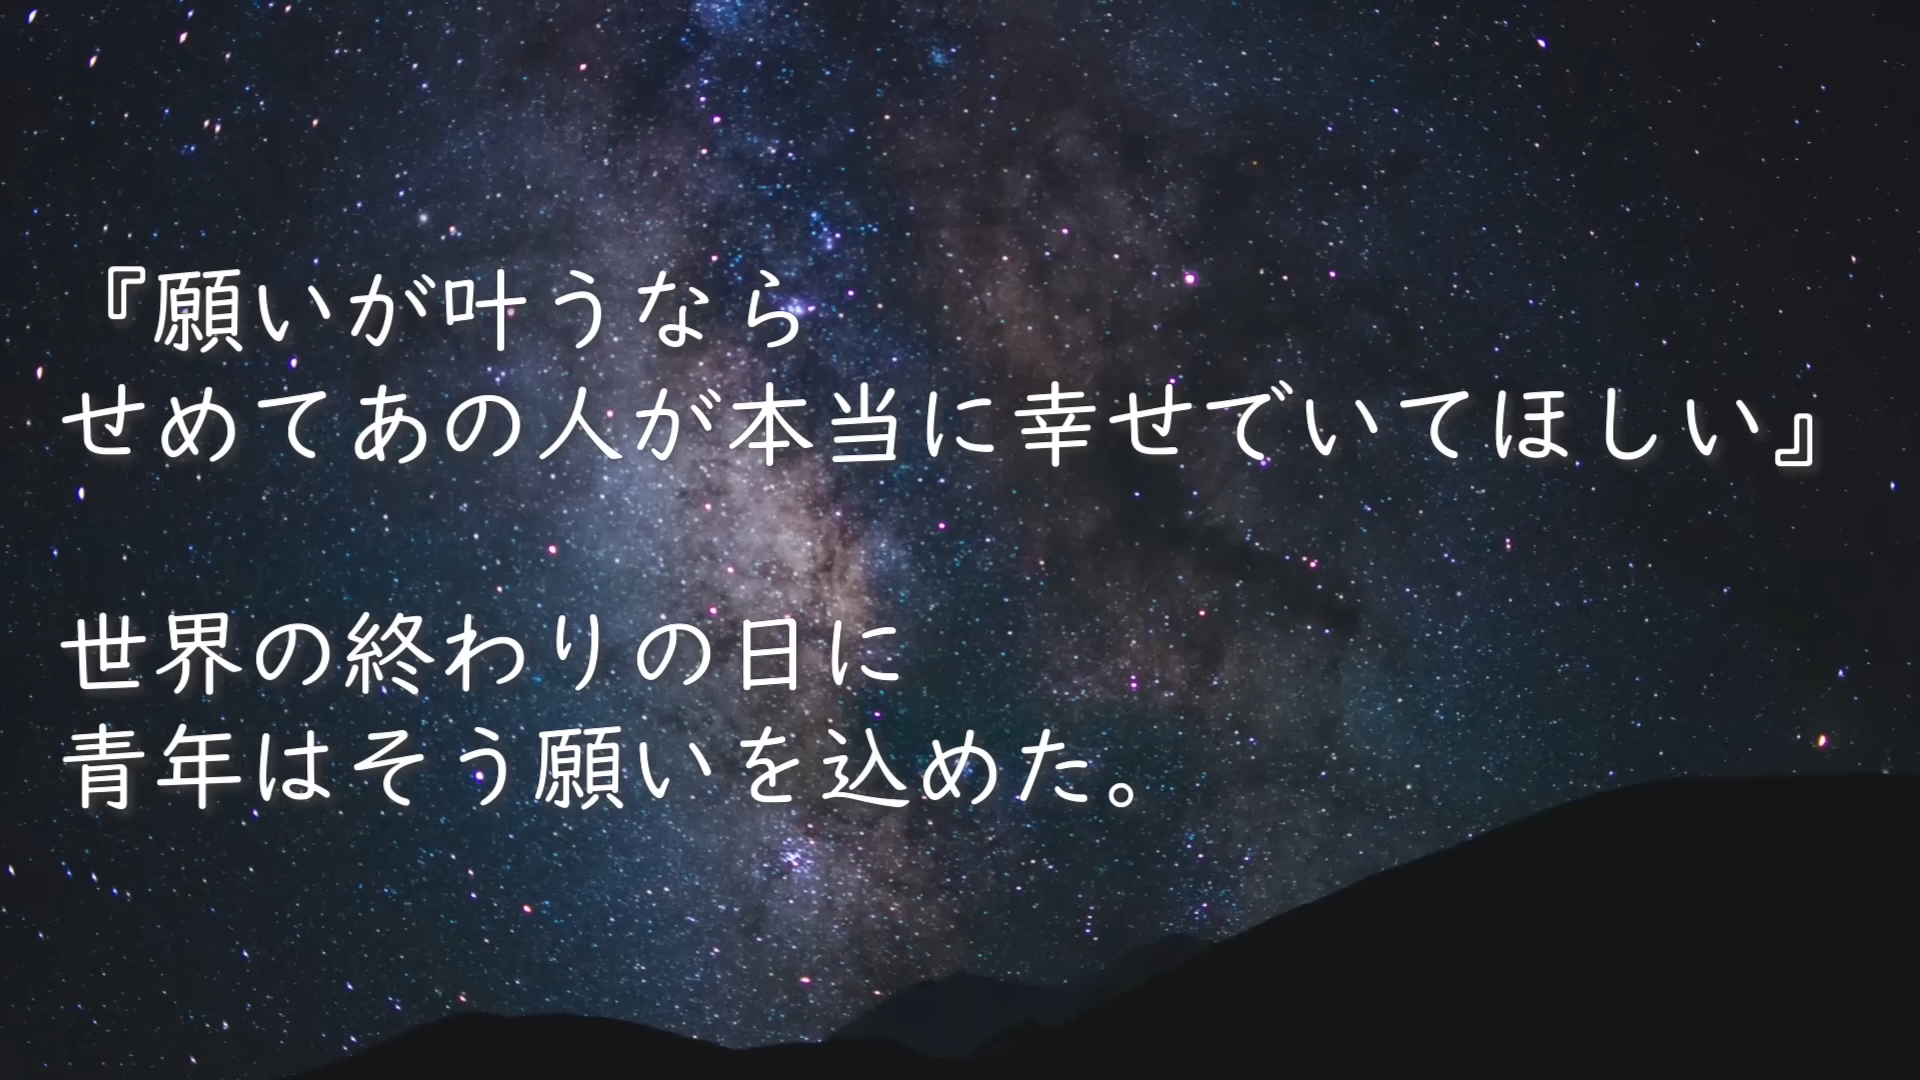 『願いが叶うなら
せめてあの人が本当に幸せでいてほしい』
世界の終わりの日に
青年はそう願いを込めた。